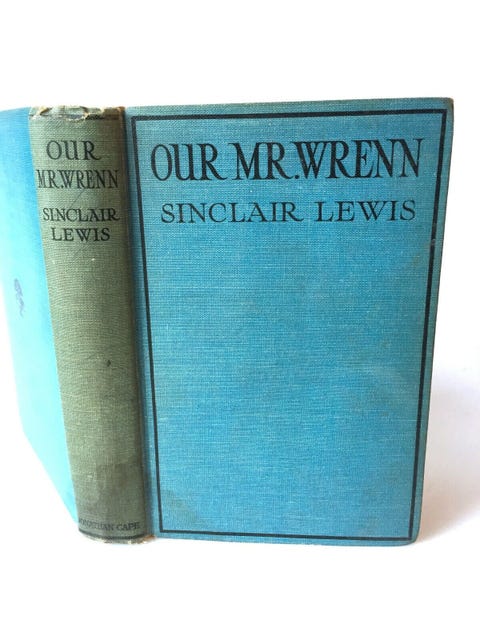 OUR
MR.WRENN
SINCLAIR
LEWIS
JONATHAN CAPE
OUR MR.WRENN
SINCLAIR LEWIS